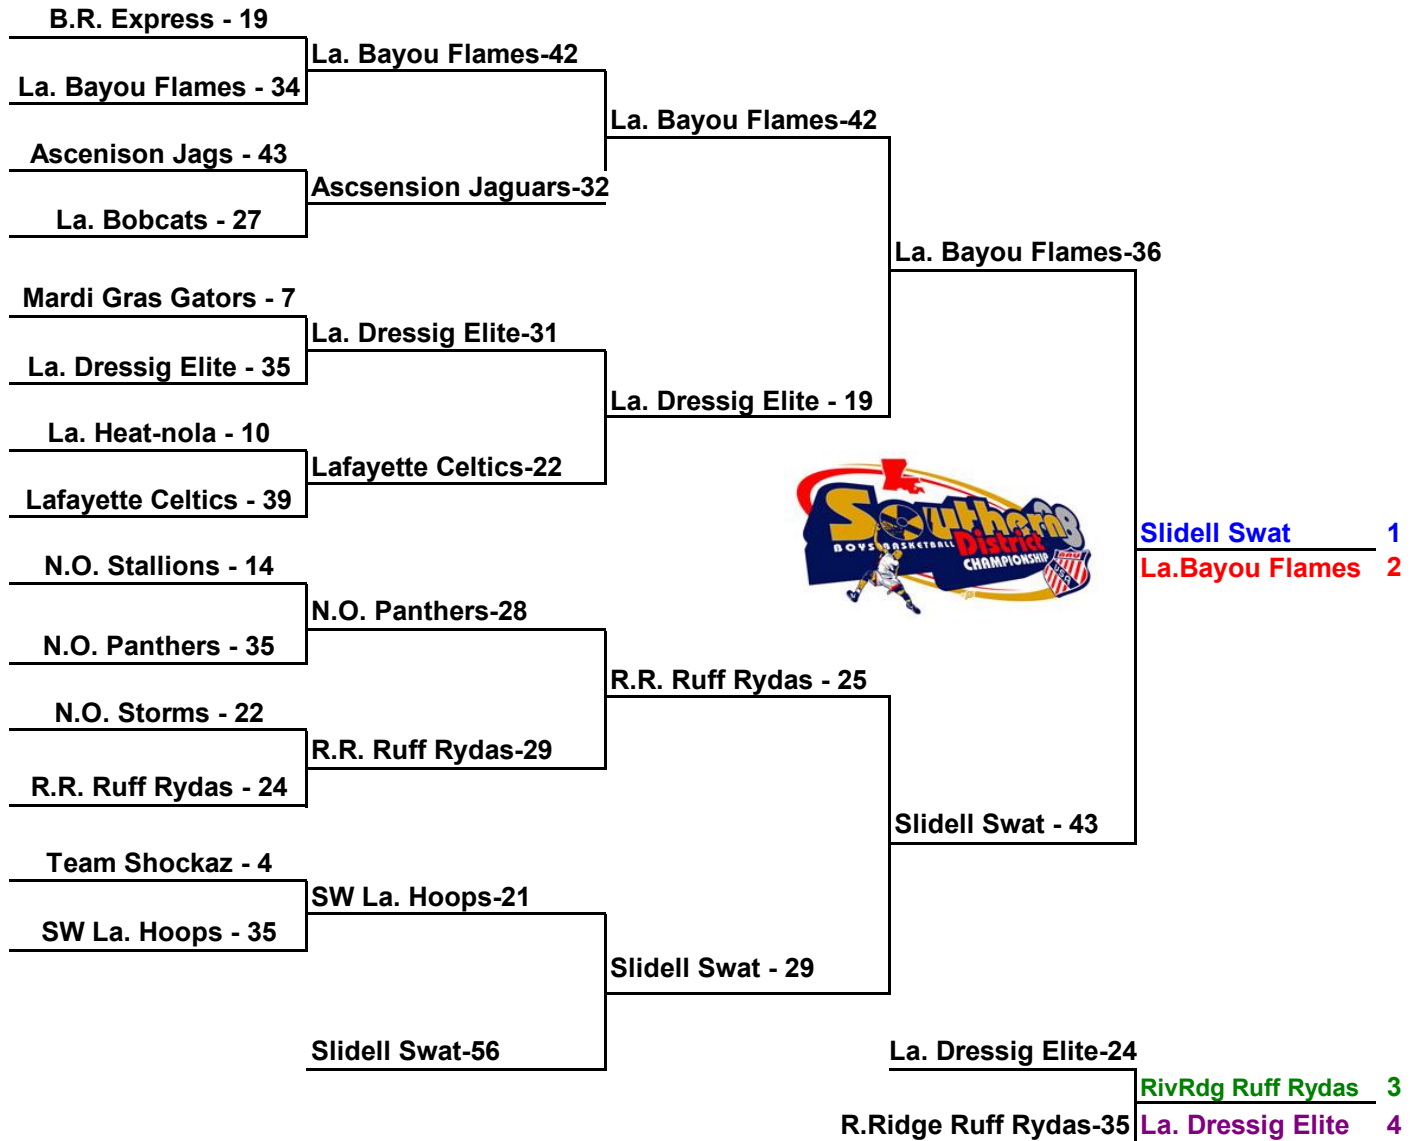 B.R. Express - 19
La. Bayou Flames-42
La. Bayou Flames - 34
La. Bayou Flames-42
Ascenison Jags - 43
Ascsension Jaguars-32
La. Bobcats - 27
La. Bayou Flames-36
Mardi Gras Gators - 7
La. Dressig Elite-31
La. Dressig Elite - 35
La. Dressig Elite - 19
La. Heat-nola - 10
Lafayette Celtics-22
Lafayette Celtics - 39
Southern 08
BOYS BASKETBALL District
CHAMPIONSHIP
AAU
USA
Slidell Swat 1
La.Bayou Flames 2
N.O. Stallions - 14
N.O. Panthers-28
N.O. Panthers - 35
R.R. Ruff Rydas - 25
N.O. Storms - 22
R.R. Ruff Rydas-29
R.R. Ruff Rydas - 24
Slidell Swat - 43
Team Shockaz - 4
SW La. Hoops-21
SW La. Hoops - 35
Slidell Swat - 29
Slidell Swat-56
La. Dressig Elite-24
RivRdg Ruff Rydas 3
R.Ridge Ruff Rydas-35
La. Dressig Elite 4